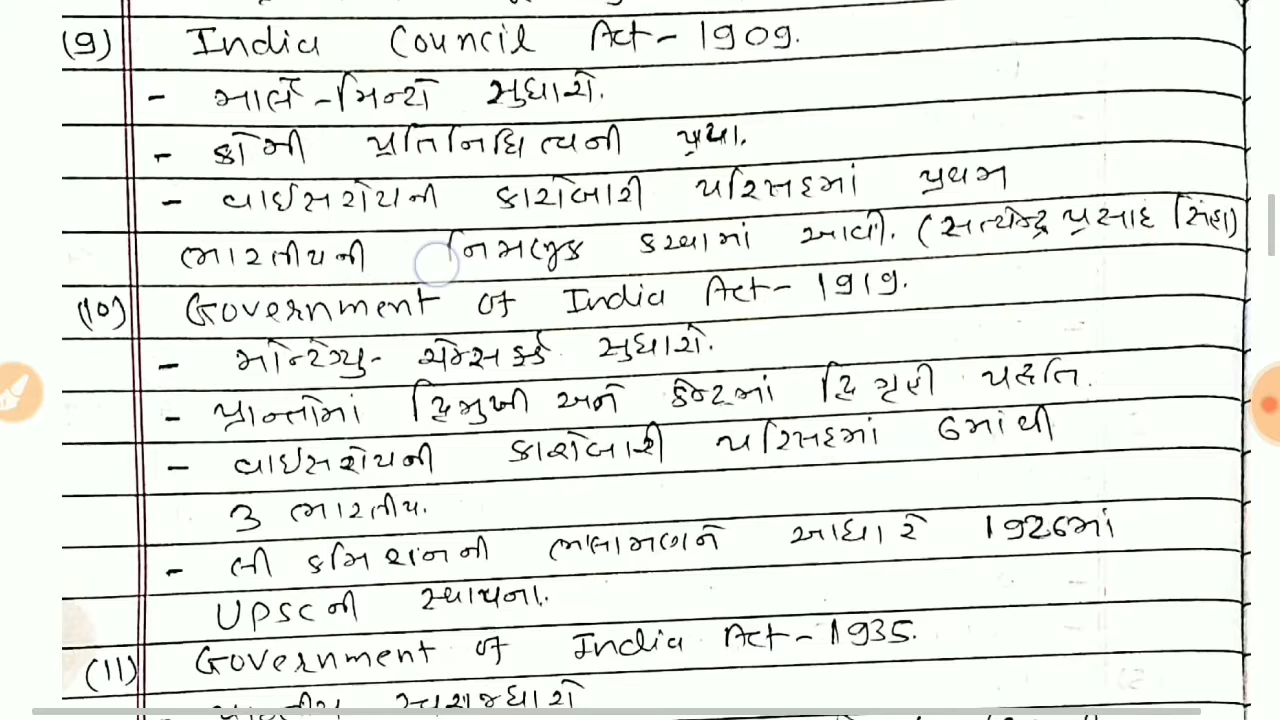 (9) India Council Act - 1909.
- માર્લે - મિન્ટો સુધારો.
- કોમી પ્રતિનિધિત્વની પ્રથા.
- વાઇસરોયની કારોબારી પરિસદમાં પ્રથમ
ભારતીયની નિમણૂક કરવામાં આવી. (સત્યેન્દ્ર પ્રસાદ સિંહા)
(10) Government of India Act - 1919.
- મોન્ટેગ્યુ - ચેમ્સફર્ડ સુધારો.
- પ્રાન્તોમાં દ્વિમુખી અને કેન્દ્રમાં દ્વિગૃહી પદ્ધતિ.
- વાઇસરોયની કારોબારી પરિસદમાં 6માંથી
3 ભારતીય.
- લી કમિશનની ભલામણને આધારે 1926માં
UPSCની સ્થાપના.
(11) Government of India Act - 1935.